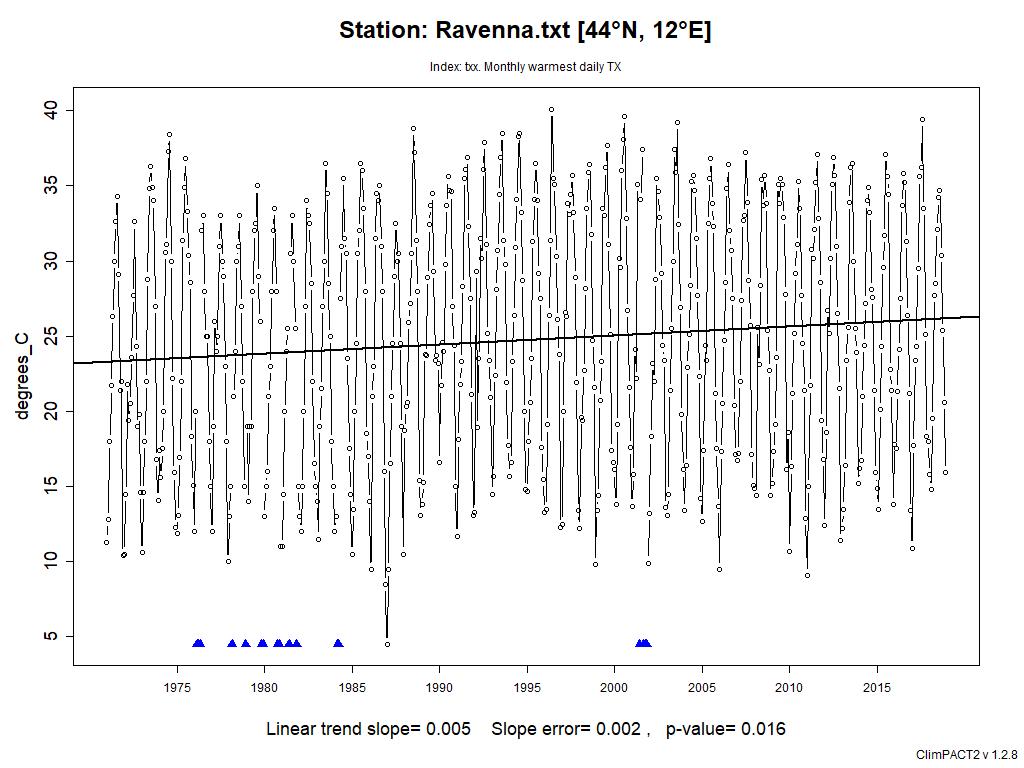 Station: Ravenna.txt [44°N, 12°E]
Index: txx. Monthly warmest daily TX
degrees_C
40
35
30
25
20
15
10
5
1975 1980 1985 1990 1995 2000 2005 2010 2015
Linear trend slope= 0.005 Slope error= 0.002 , p-value= 0.016
ClimPACT2 v 1.2.8